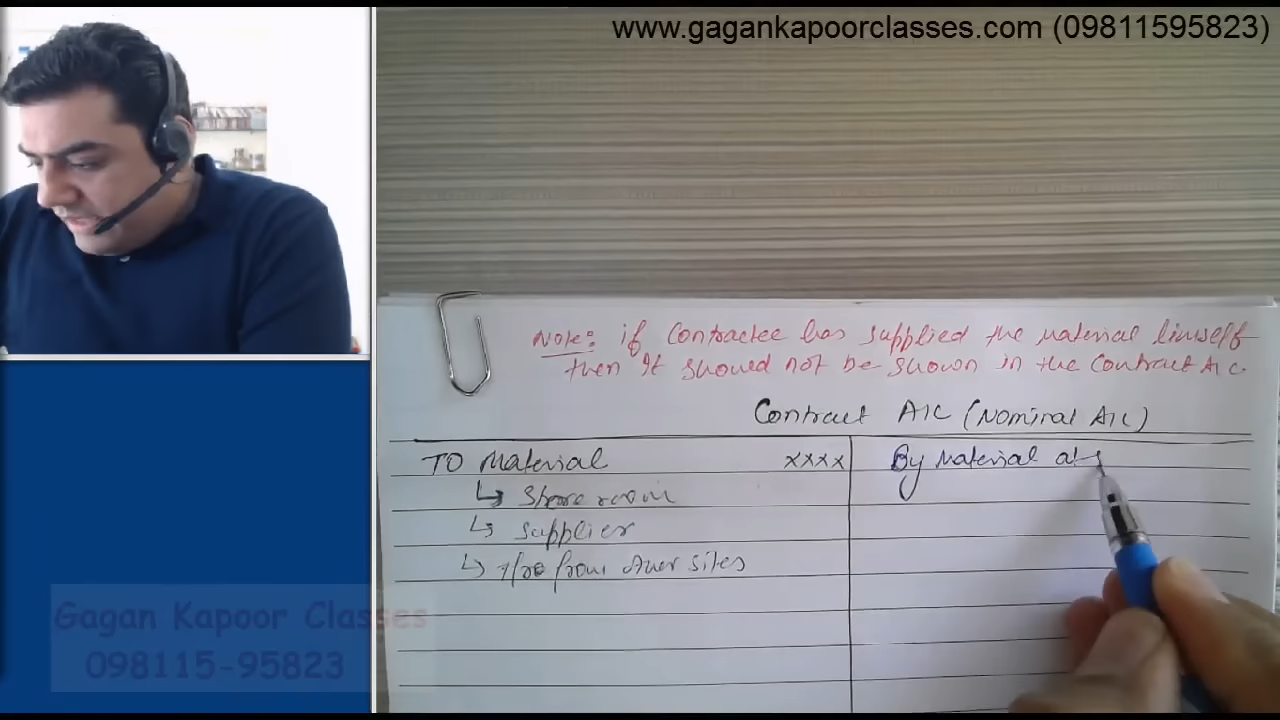 www.gagankapoorclasses.com (09811595823)
Note: if Contractee has supplied the material himself
then It should not be shown in the Contract A/C.
Contract A/C (Nominal A/C)
TO Material xxxx By Material at
↳ Store room
↳ Supplier
↳ from other sites
Gagan Kapoor Classes
098115-95823